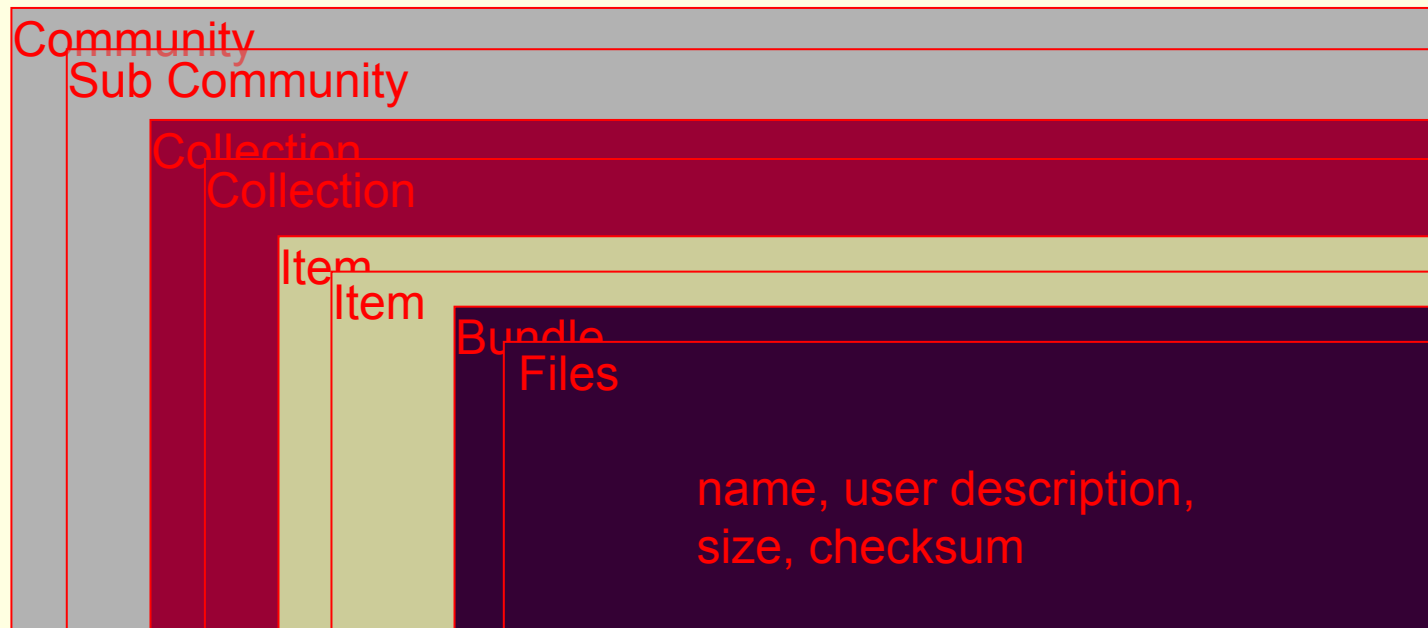 Community
Sub Community
Collection
Collection
Item
Item
Bundle
Files
name, user description,
size, checksum